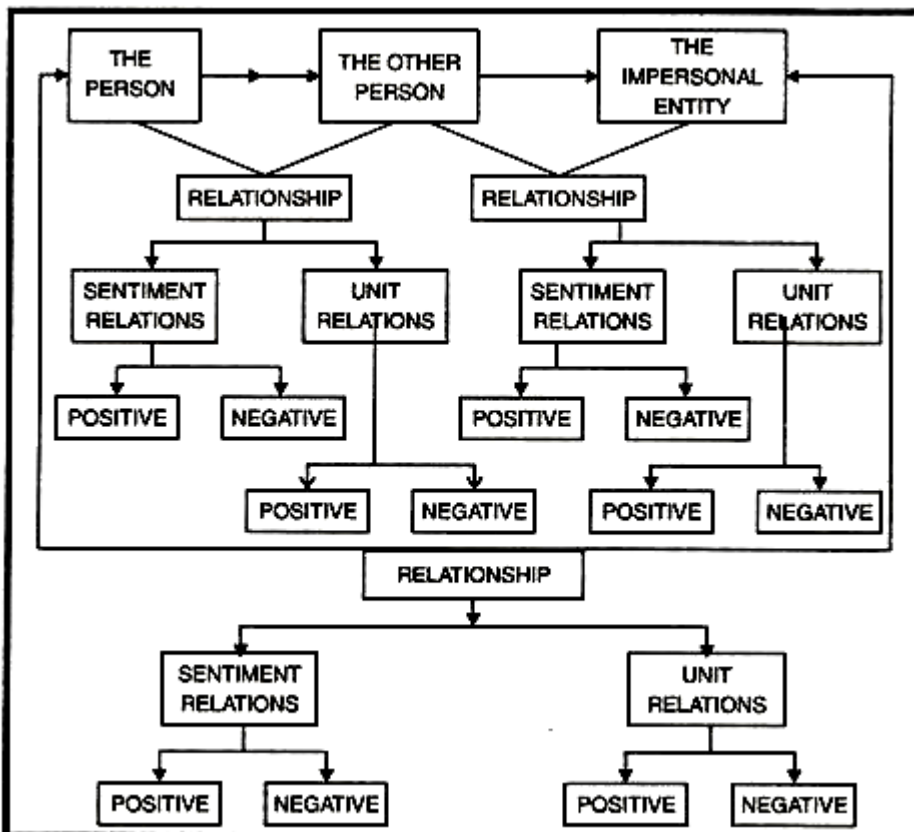 THE
PERSON
THE OTHER
PERSON
THE
IMPERSONAL
ENTITY
RELATIONSHIP
RELATIONSHIP
SENTIMENT
RELATIONS
UNIT
RELATIONS
SENTIMENT
RELATIONS
UNIT
RELATIONS
POSITIVE
NEGATIVE
POSITIVE
NEGATIVE
POSITIVE
NEGATIVE
POSITIVE
NEGATIVE
RELATIONSHIP
SENTIMENT
RELATIONS
UNIT
RELATIONS
POSITIVE
NEGATIVE
POSITIVE
NEGATIVE